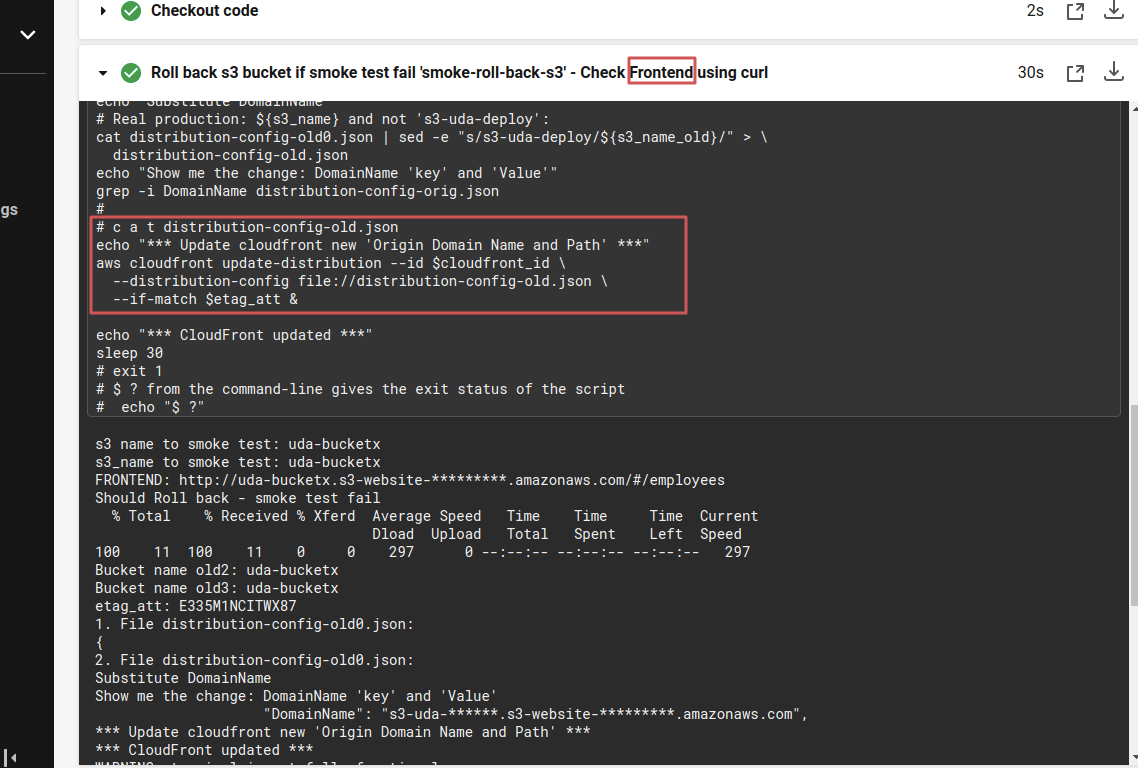 Checkout code 2s
Roll back s3 bucket if smoke test fail 'smoke-roll-back-s3' - Check Frontend using curl 30s
gs
echo "Substitute DomainName"
# Real production: ${s3_name} and not 's3-uda-deploy':
cat distribution-config-old0.json | sed -e "s/s3-uda-deploy/${s3_name_old}/" > \
  distribution-config-old.json
echo "Show me the change: DomainName 'key' and 'Value'"
grep -i DomainName distribution-config-orig.json
#
# c a t distribution-config-old.json
echo "*** Update cloudfront new 'Origin Domain Name and Path' ***"
aws cloudfront update-distribution --id $cloudfront_id \
  --distribution-config file://distribution-config-old.json \
  --if-match $etag_att &
echo "*** CloudFront updated ***"
sleep 30
# exit 1
# $ ? from the command-line gives the exit status of the script
#  echo "$ ?"
s3 name to smoke test: uda-bucketx
s3_name to smoke test: uda-bucketx
FRONTEND: http://uda-bucketx.s3-website-*********.amazonaws.com/#/employees
Should Roll back - smoke test fail
  % Total    % Received % Xferd  Average Speed   Time    Time     Time  Current
                                 Dload  Upload   Total   Spent    Left  Speed
100    11  100    11    0     0    297      0 --:--:-- --:--:-- --:--:--   297
Bucket name old2: uda-bucketx
Bucket name old3: uda-bucketx
etag_att: E335M1NCITWX87
1. File distribution-config-old0.json:
{
2. File distribution-config-old0.json:
Substitute DomainName
Show me the change: DomainName 'key' and 'Value'
                    "DomainName": "s3-uda-******.s3-website-*********.amazonaws.com",
*** Update cloudfront new 'Origin Domain Name and Path' ***
*** CloudFront updated ***